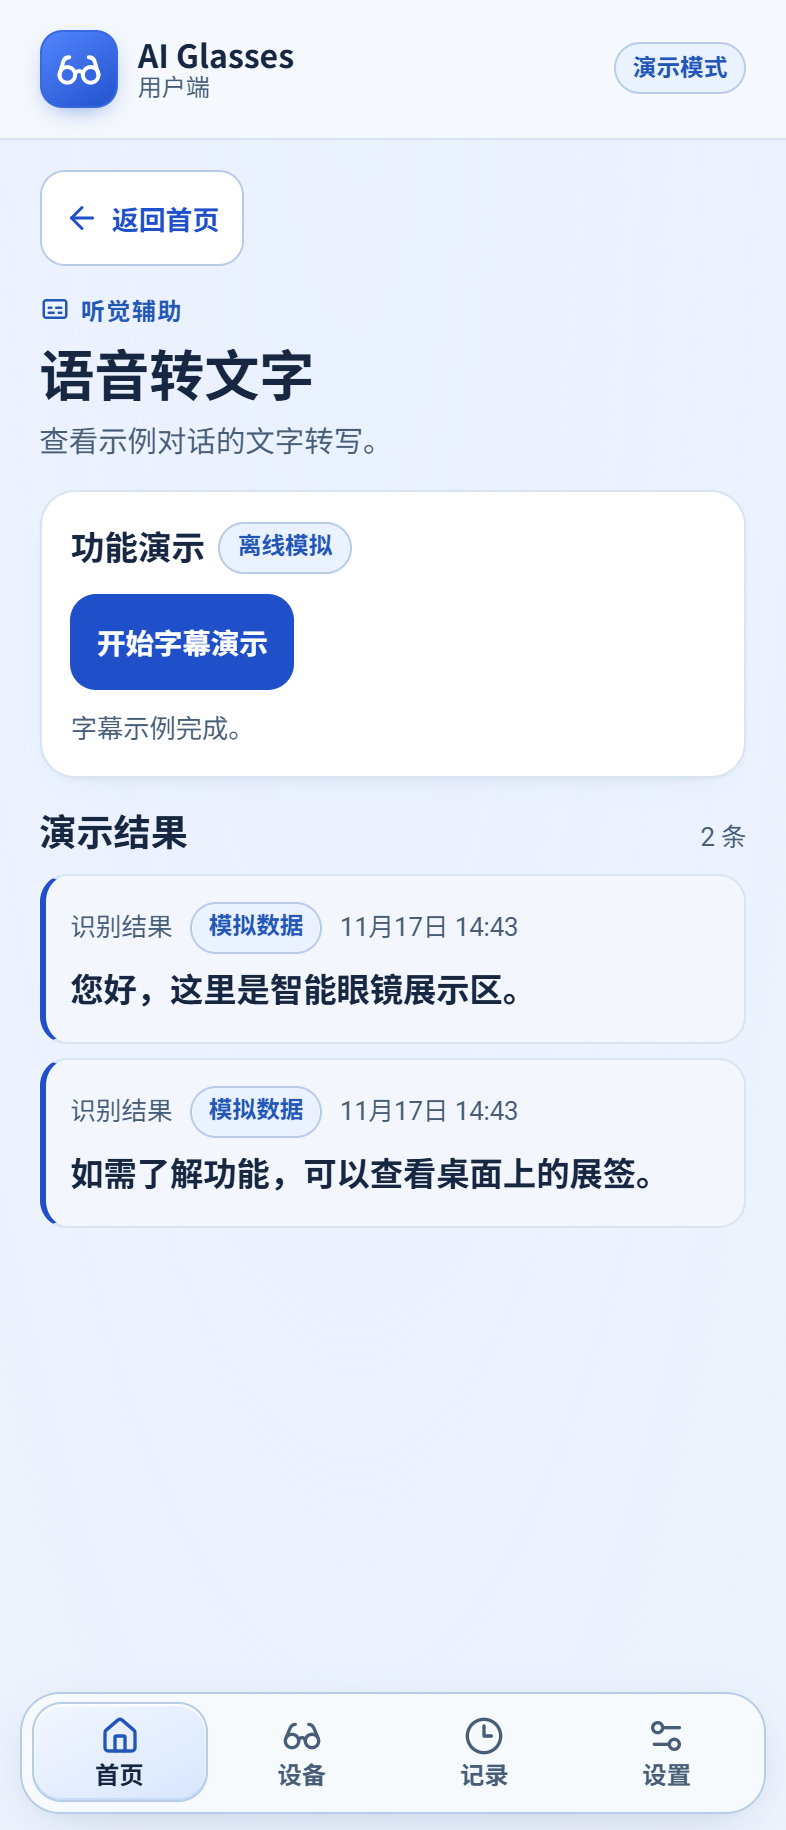 AI Glasses
用户端
演示模式
返回首页
听觉辅助
语音转文字
查看示例对话的文字转写。
功能演示 离线模拟
开始字幕演示
字幕示例完成。
演示结果 2 条
识别结果 模拟数据 11月17日 14:43
您好，这里是智能眼镜展示区。
识别结果 模拟数据 11月17日 14:43
如需了解功能，可以查看桌面上的展签。
首页 设备 记录 设置